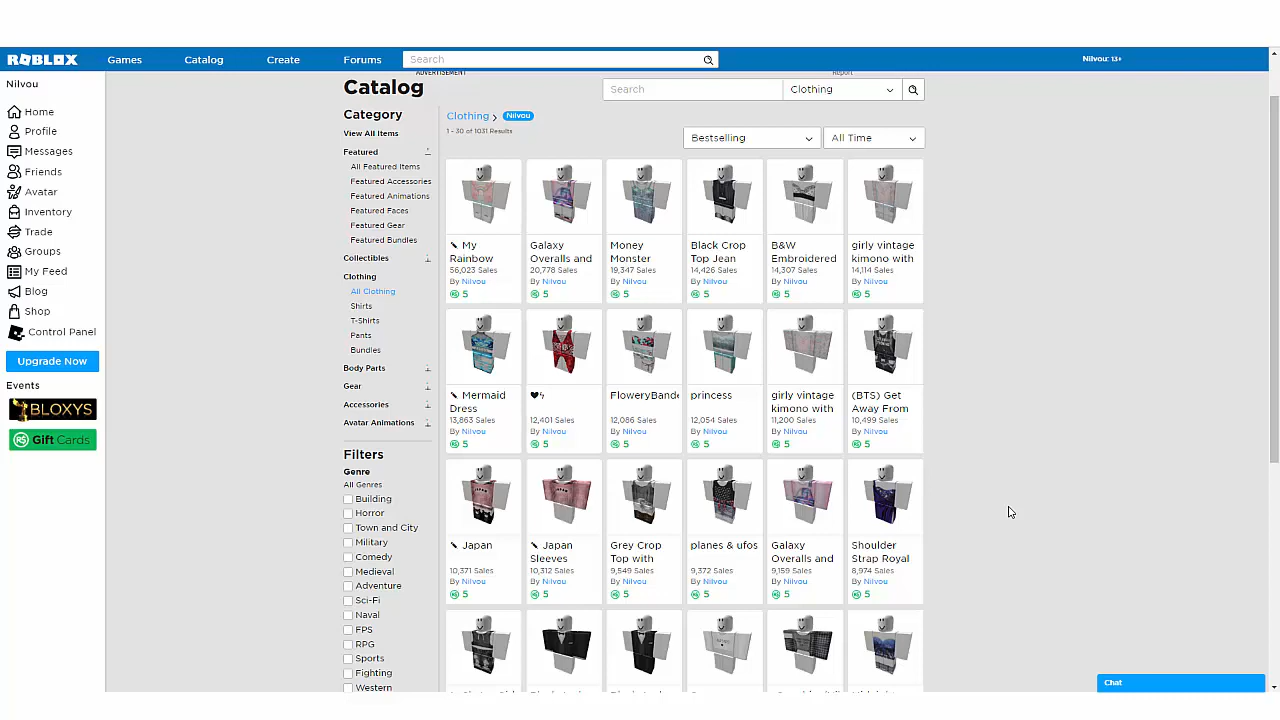 ROBLOX Games Catalog Create Forums Search Nilvou: 13+
Nilvou
Home
Profile
Messages
Friends
Avatar
Inventory
Trade
Groups
My Feed
Blog
Shop
Control Panel
Upgrade Now
Events
BLOXYS
Gift Cards
ADVERTISEMENT
Report
Catalog
Search
Clothing
Category
View All Items
Featured
All Featured Items
Featured Accessories
Featured Animations
Featured Faces
Featured Gear
Featured Bundles
Collectibles
Clothing
All Clothing
Shirts
T-Shirts
Pants
Bundles
Body Parts
Gear
Accessories
Avatar Animations
Filters
Genre
All Genres
Building
Horror
Town and City
Military
Comedy
Medieval
Adventure
Sci-Fi
Naval
FPS
RPG
Sports
Fighting
Western
Clothing > Nilvou
1 - 30 of 1031 Results
Bestselling
All Time
My
Rainbow
56,023 Sales
By Nilvou
5
Galaxy
Overalls and
20,778 Sales
By Nilvou
5
Money
Monster
19,347 Sales
By Nilvou
5
Black Crop
Top Jean
14,426 Sales
By Nilvou
5
B&W
Embroidered
14,307 Sales
By Nilvou
5
girly vintage
kimono with
14,114 Sales
By Nilvou
5
Mermaid
Dress
13,863 Sales
By Nilvou
5
12,401 Sales
By Nilvou
5
FloweryBande
12,086 Sales
By Nilvou
5
princess
12,054 Sales
By Nilvou
5
girly vintage
kimono with
11,200 Sales
By Nilvou
5
(BTS) Get
Away From
10,499 Sales
By Nilvou
5
Japan
10,371 Sales
By Nilvou
5
Japan
Sleeves
10,312 Sales
By Nilvou
5
Grey Crop
Top with
9,549 Sales
By Nilvou
5
planes & ufos
9,372 Sales
By Nilvou
5
Galaxy
Overalls and
9,159 Sales
By Nilvou
5
Shoulder
Strap Royal
8,974 Sales
By Nilvou
5
Chat